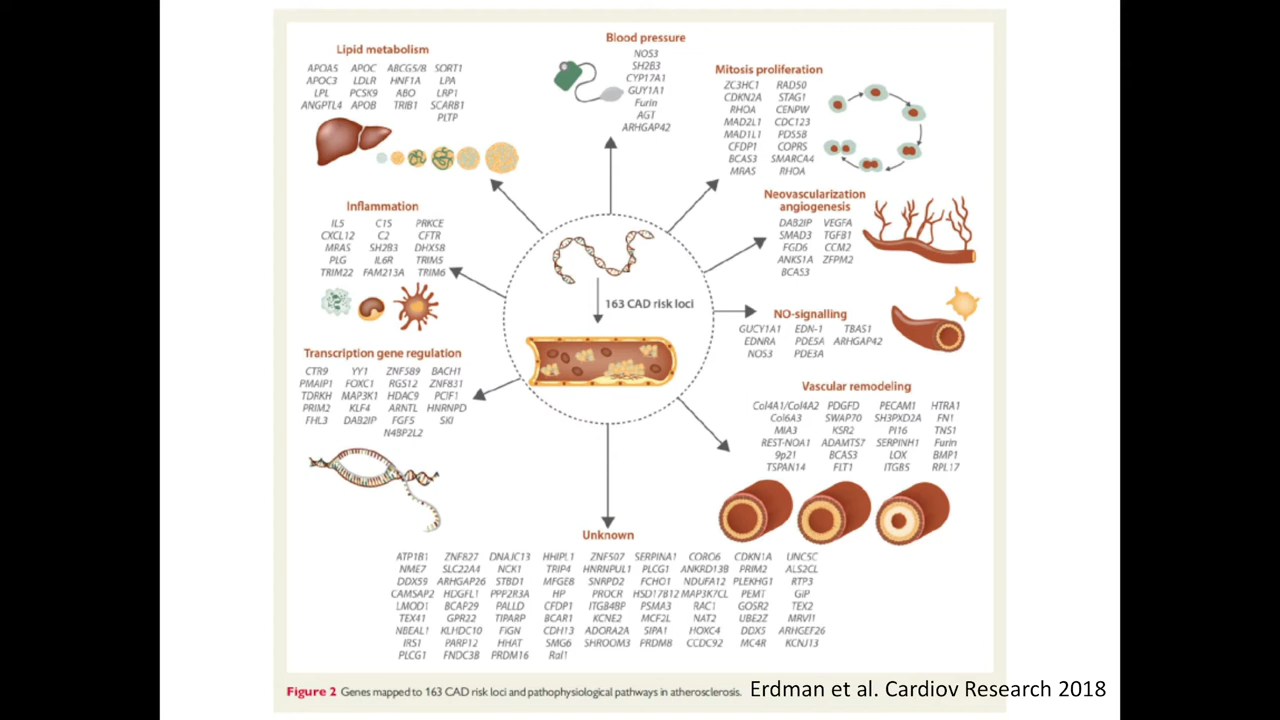 Lipid metabolism
APOA5 APOC ABCG5/8 SORT1
APOC3 LDLR HNF1A LPA
LPL PCSK9 ABO LRP1
ANGPTL4 APOB TRIB1 SCARB1
PLTP
Blood pressure
NOS3
SH2B3
CYP17A1
GUY1A1
Furin
AGT
ARHGAP42
Mitosis proliferation
ZC3HC1 RAD50
CDKN2A STAG1
RHOA CENPW
MAD2L1 CDC123
MAD1L1 PDS5B
CFDP1 COPRS
BCAS3 SMARCA4
MRAS RHOA
Neovascularization
angiogenesis
DAB2IP VEGFA
SMAD3 TGFB1
FGD6 CCM2
ANKS1A ZFPM2
BCAS3
Inflammation
IL5 C1S PRKCE
CXCL12 C2 CFTR
MRAS SH2B3 DHX58
PLG IL6R TRIM5
TRIM22 FAM213A TRIM6
163 CAD risk loci
NO-signalling
GUCY1A1 EDN-1 TBAS1
EDNRA PDE5A ARHGAP42
NOS3 PDE3A
Transcription gene regulation
CTR9 YY1 ZNF589 BACH1
PMAIP1 FOXC1 RGS12 ZNF831
TDRKH MAP3K1 HDAC9 PCIF1
PRIM2 KLF4 ARNTL HNRNPD
FHL3 DAB2IP FGF5 SKI
N4BP2L2
Vascular remodeling
Col4A1/Col4A2 PDGFD PECAM1 HTRA1
Col6A3 SWAP70 SH3PXD2A FN1
MIA3 KSR2 PI16 TNS1
REST-NOA1 ADAMTS7 SERPINH1 Furin
9p21 BCAS3 LOX BMP1
TSPAN14 FLT1 ITGB5 RPL17
Unknown
ATP1B1 ZNF827 DNAJC13 HHIPL1 ZNF507 SERPINA1 CORO6 CDKN1A UNC5C
NME7 SLC22A4 NCK1 TRIP4 HNRNPUL1 PLCG1 ANKRD13B PRIM2 ALS2CL
DDX59 ARHGAP26 STBD1 MFGE8 SNRPD2 FCHO1 NDUFA12 PLEKHG1 RTP3
CAMSAP2 HDGFL1 PPP2R3A HP PROCR HSD17B12 MAP3K7CL PEMT GIP
LMOD1 BCAP29 PALLD CFDP1 ITGB4BP PSMA3 RAC1 GOSR2 TEX2
TEX41 GPR22 TIPARP BCAR1 KCNE2 MCF2L NAT2 UBE2Z MRVI1
NBEAL1 KLHDC10 FIGN CDH13 ADORA2A SIPA1 HOXC4 DDX5 ARHGEF26
IRS1 PARP12 HHAT SMG6 SHROOM3 PRDM8 CCDC92 MC4R KCNJ13
PLCG1 FNDC3B PRDM16 Ral1
Figure 2 Genes mapped to 163 CAD risk loci and pathophysiological pathways in atherosclerosis.
Erdman et al. Cardiov Research 2018